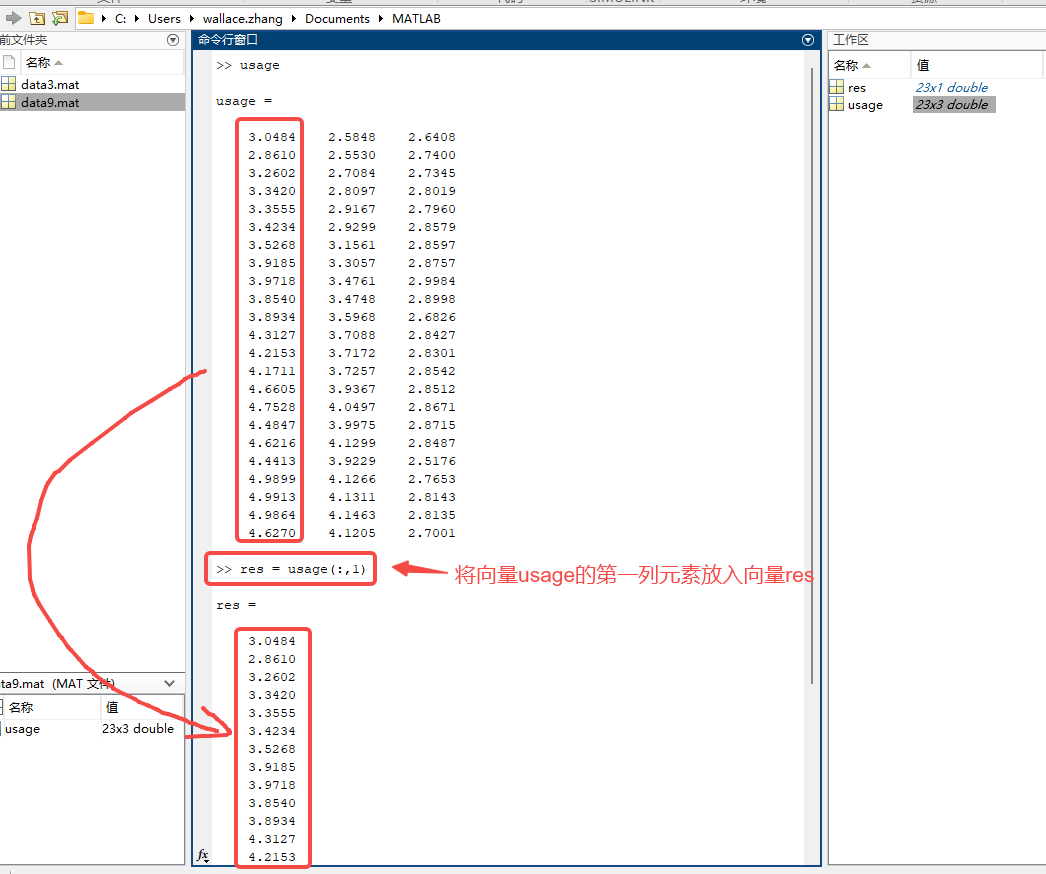 C: Users wallace.zhang Documents MATLAB
前文件夹
名称
data3.mat
data9.mat
ta9.mat (MAT 文件)
名称 值
usage 23x3 double
命令行窗口
>> usage
usage =
3.0484 2.5848 2.6408
2.8610 2.5530 2.7400
3.2602 2.7084 2.7345
3.3420 2.8097 2.8019
3.3555 2.9167 2.7960
3.4234 2.9299 2.8579
3.5268 3.1561 2.8597
3.9185 3.3057 2.8757
3.9718 3.4761 2.9984
3.8540 3.4748 2.8998
3.8934 3.5968 2.6826
4.3127 3.7088 2.8427
4.2153 3.7172 2.8301
4.1711 3.7257 2.8542
4.6605 3.9367 2.8512
4.7528 4.0497 2.8671
4.4847 3.9975 2.8715
4.6216 4.1299 2.8487
4.4413 3.9229 2.5176
4.9899 4.1266 2.7653
4.9913 4.1311 2.8143
4.9864 4.1463 2.8135
4.6270 4.1205 2.7001
>> res = usage(:,1)
将向量usage的第一列元素放入向量res
res =
3.0484
2.8610
3.2602
3.3420
3.3555
3.4234
3.5268
3.9185
3.9718
3.8540
3.8934
4.3127
4.2153
fx
工作区
名称 值
res 23x1 double
usage 23x3 double